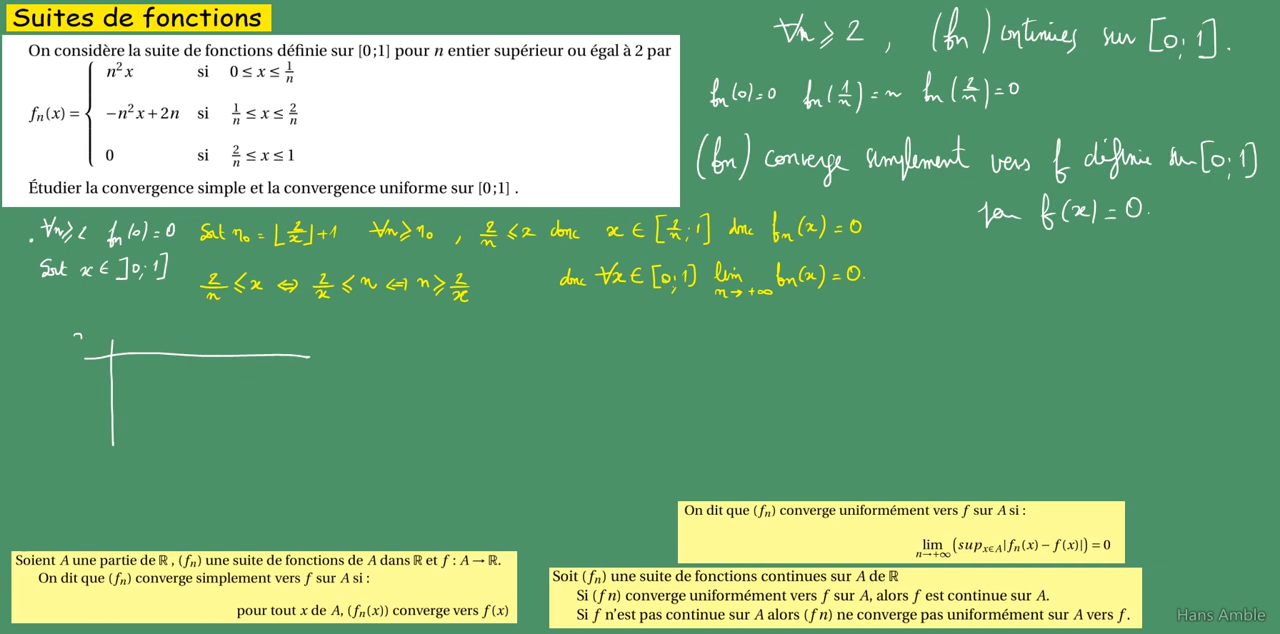 Suites de fonctions
On considère la suite de fonctions définie sur [0;1] pour n entier supérieur ou égal à 2 par
f_n(x) = { n²x si 0 ≤ x ≤ 1/n
−n²x + 2n si 1/n ≤ x ≤ 2/n
0 si 2/n ≤ x ≤ 1
Étudier la convergence simple et la convergence uniforme sur [0;1] .
∀n ⩾ 2 , (fn) continues sur [0;1].
fn(0)=0 fn(1/n)=n fn(2/n)=0
(fn) converge simplement vers f définie sur [0;1]
par f(x)=0.
. ∀n⩾2 fn(0)=0 Soit n₀ = ⌊2/x⌋+1 ∀n⩾n₀ , 2/n ⩽ x donc x ∈ [2/n;1] donc fn(x)=0
Soit x ∈ ]0;1] 2/n ⩽ x ⇔ 2/x ⩽ n ⇔ n ⩾ 2/x donc ∀x ∈ [0;1] lim n→+∞ fn(x)=0.
On dit que (fn) converge uniformément vers f sur A si :
lim n→+∞ (sup x∈A |fn(x) − f(x)|) = 0
Soient A une partie de ℝ , (fn) une suite de fonctions de A dans ℝ et f : A → ℝ.
On dit que (fn) converge simplement vers f sur A si :
pour tout x de A, (fn(x)) converge vers f(x)
Soit (fn) une suite de fonctions continues sur A de ℝ
Si (fn) converge uniformément vers f sur A, alors f est continue sur A.
Si f n'est pas continue sur A alors (fn) ne converge pas uniformément sur A vers f.
Hans Amble